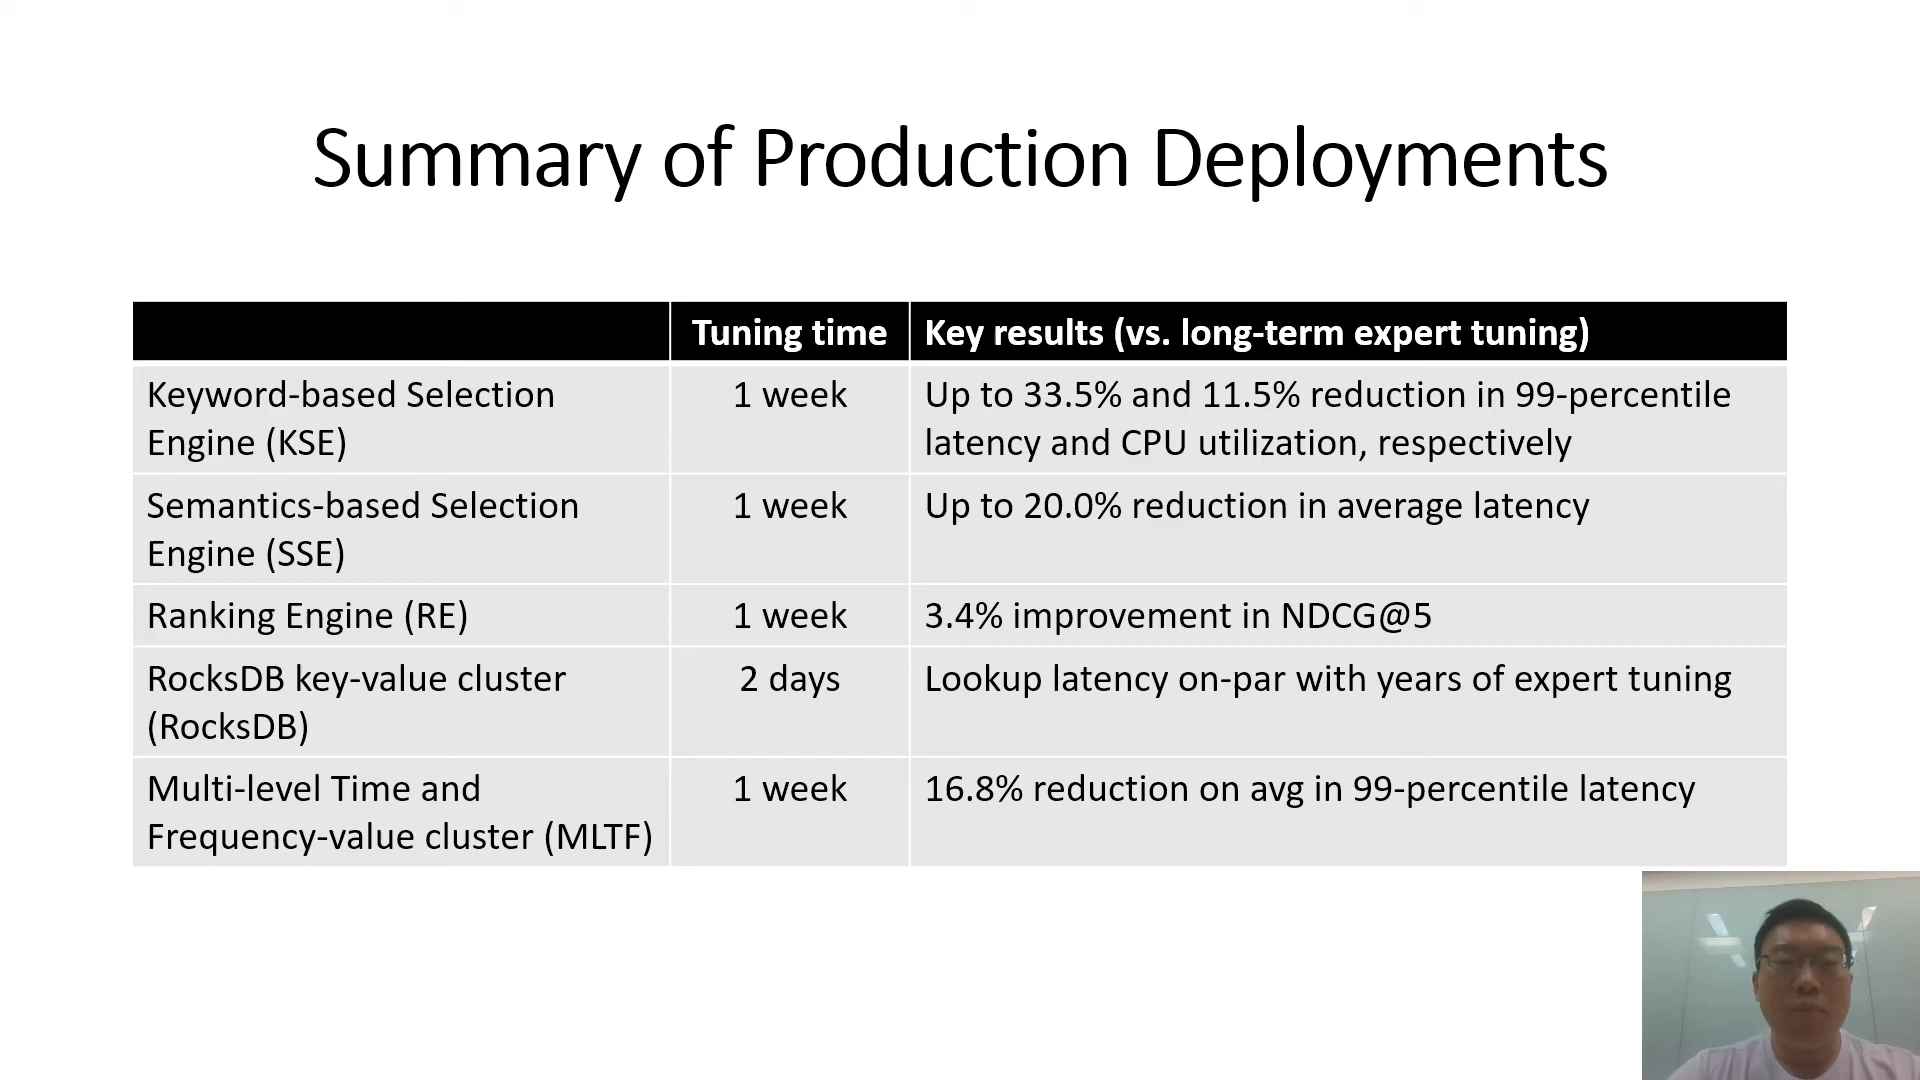 Summary of Production Deployments
Tuning time
Key results (vs. long-term expert tuning)
Keyword-based Selection
Engine (KSE)
1 week
Up to 33.5% and 11.5% reduction in 99-percentile
latency and CPU utilization, respectively
Semantics-based Selection
Engine (SSE)
1 week
Up to 20.0% reduction in average latency
Ranking Engine (RE)
1 week
3.4% improvement in NDCG@5
RocksDB key-value cluster
(RocksDB)
2 days
Lookup latency on-par with years of expert tuning
Multi-level Time and
Frequency-value cluster (MLTF)
1 week
16.8% reduction on avg in 99-percentile latency